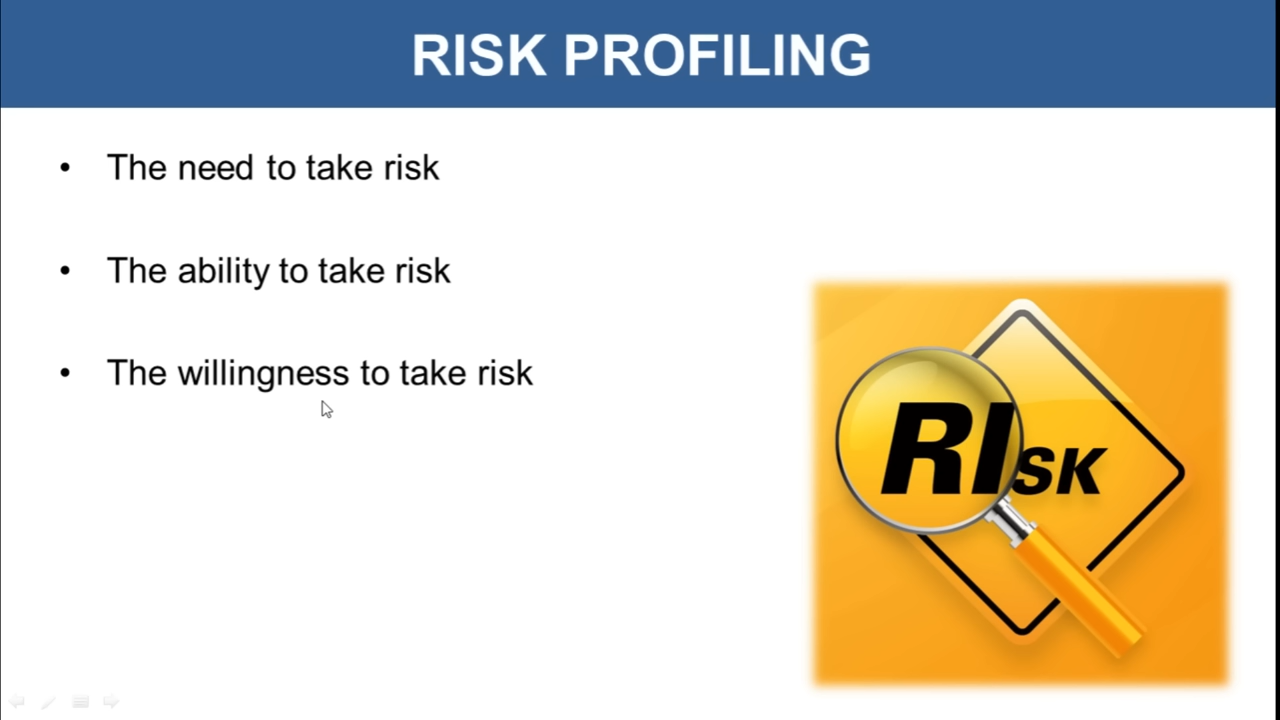 RISK PROFILING
• The need to take risk
• The ability to take risk
• The willingness to take risk
RISK